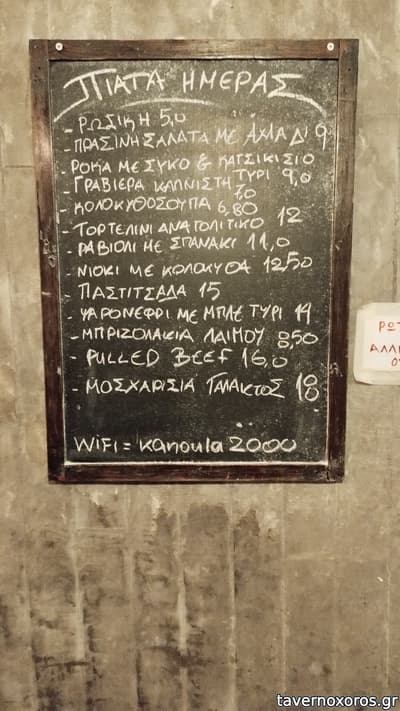 ΠΙΑΤΑ ΗΜΕΡΑΣ
- ΡΩΣΙΚΗ 5,0
- ΠΡΑΣΙΝΗ ΣΑΛΑΤΑ ΜΕ ΑΧΛΑΔΙ 9
- ΡΟΚΑ ΜΕ ΣΥΚΟ & ΚΑΤΣΙΚΙΣΙΟ
ΤΥΡΙ 9,0
- ΓΡΑΒΙΕΡΑ ΚΑΠΝΙΣΤΗ 7,0
- ΚΟΛΟΚΥΘΟΣΟΥΠΑ 6,80
- ΤΟΡΤΕΛΙΝΙ ΑΝΑΠΟΛΙΤΙΚΟ 12
- ΡΑΒΙΟΛΙ ΜΕ ΣΠΑΝΑΚΙ 11,0
- ΝΙΟΚΙ ΜΕ ΚΟΛΟΚΥΘΑ 12,50
- ΠΑΣΤΙΤΣΑΔΑ 15
- ΨΑΡΟΝΕΦΡΙ ΜΕ ΜΠΛΕ ΤΥΡΙ 14
- ΜΠΡΙΖΟΛΑΚΙΑ ΛΑΙΜΟΥ 8,50
- PULLED BEEF 16,0
- ΜΟΣΧΑΡΙΣΙΑ ΓΑΛΑΚΤΟΣ 18
WiFi = Kanoula 2000
tavernoxoros.gr